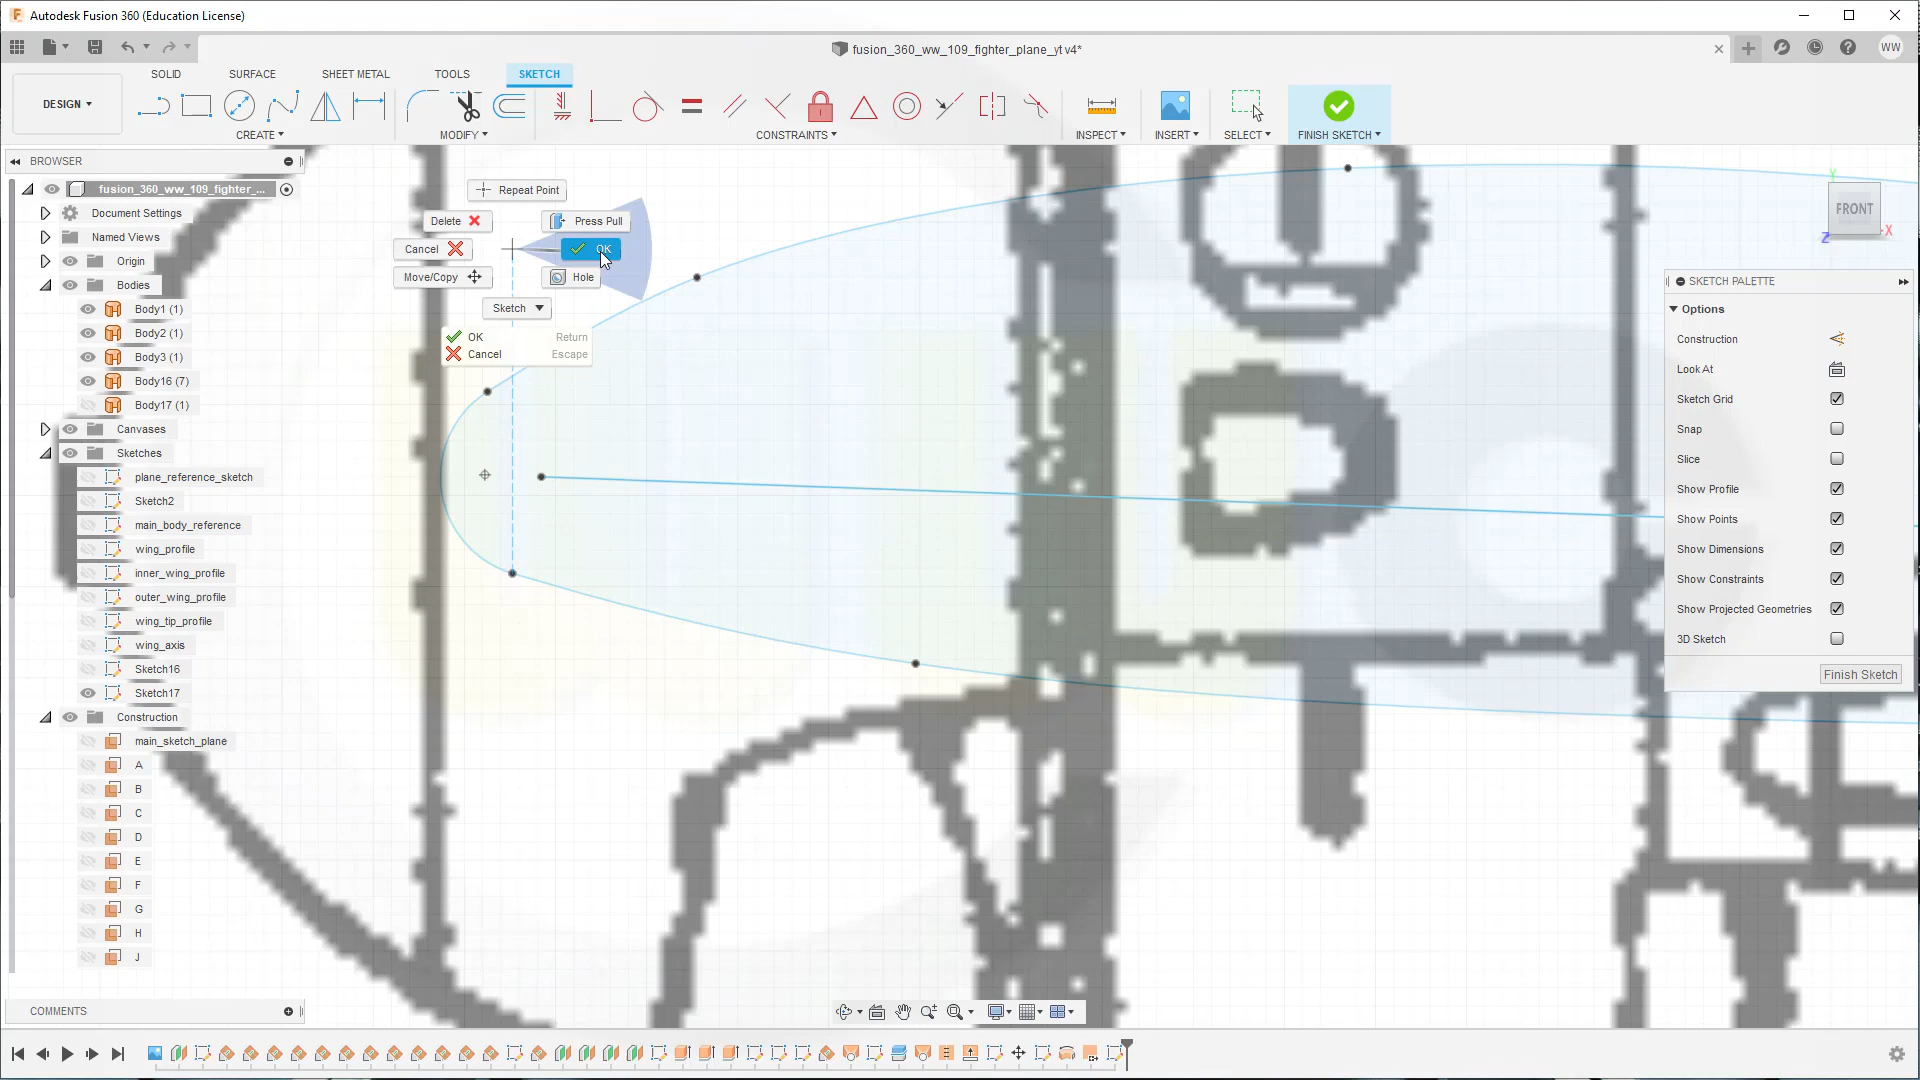 Autodesk Fusion 360 (Education License)
fusion_360_ww_109_fighter_plane_yt v4*
WW
SOLID
SURFACE
SHEET METAL
TOOLS
SKETCH
DESIGN
CREATE
MODIFY
CONSTRAINTS
INSPECT
INSERT
SELECT
FINISH SKETCH
BROWSER
fusion_360_ww_109_fighter_...
Document Settings
Named Views
Origin
Bodies
Body1 (1)
Body2 (1)
Body3 (1)
Body16 (7)
Body17 (1)
Canvases
Sketches
plane_reference_sketch
Sketch2
main_body_reference
wing_profile
inner_wing_profile
outer_wing_profile
wing_tip_profile
wing_axis
Sketch16
Sketch17
Construction
main_sketch_plane
A
B
C
D
E
F
G
H
J
COMMENTS
Repeat Point
Delete
Press Pull
Cancel
OK
Move/Copy
Hole
Sketch
OK Return
Cancel Escape
Y
FRONT
Z
X
SKETCH PALETTE
Options
Construction
Look At
Sketch Grid
Snap
Slice
Show Profile
Show Points
Show Dimensions
Show Constraints
Show Projected Geometries
3D Sketch
Finish Sketch